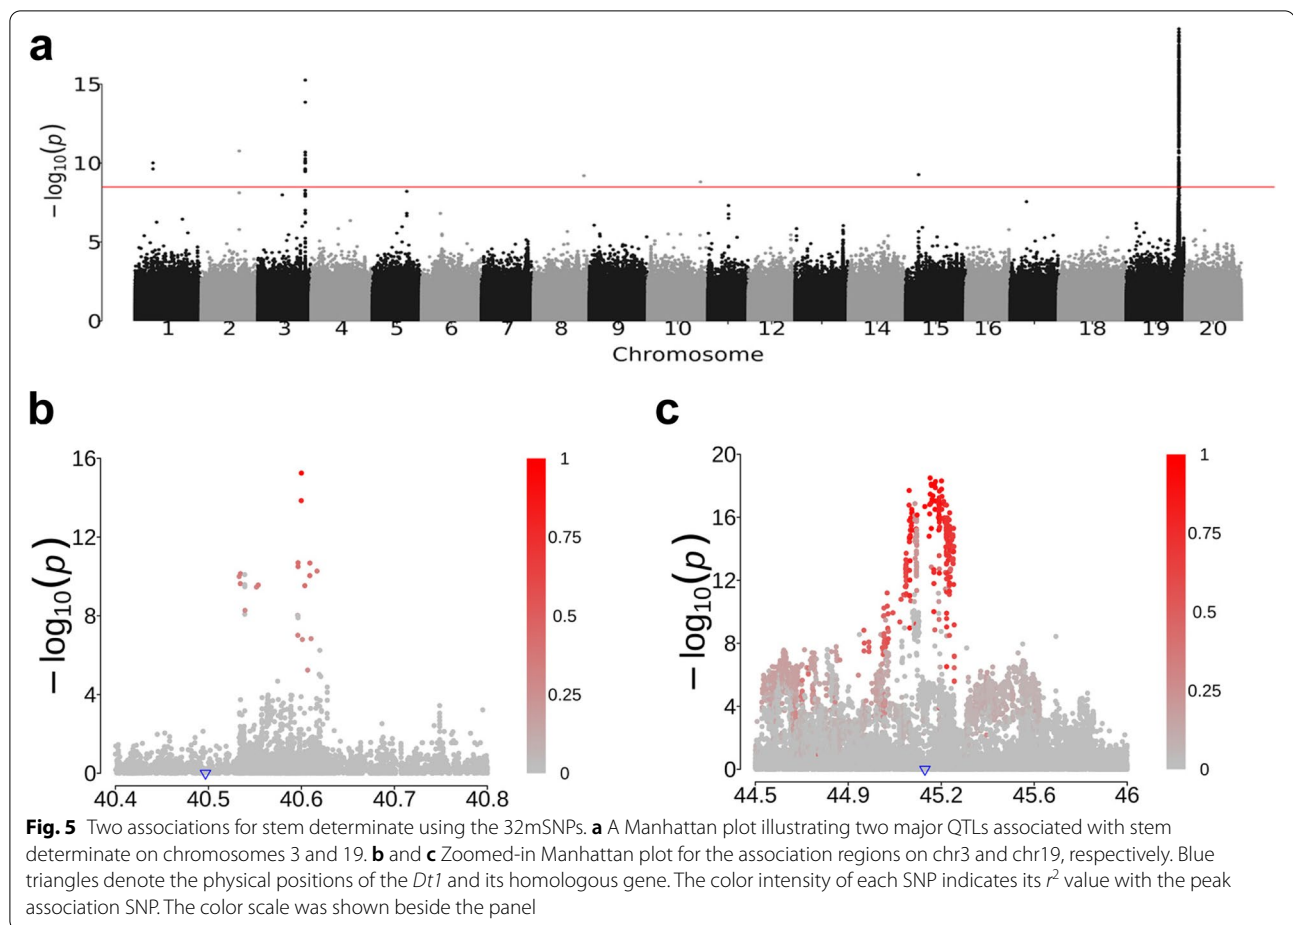 a
15
10
5
0
−log10(p)
1 2 3 4 5 6 7 8 9 10 12 14 15 16 18 19 20
Chromosome
b
16
12
8
4
0
−log10(p)
40.4 40.5 40.6 40.7 40.8
1
0.75
0.5
0.25
0
c
20
16
12
8
4
0
−log10(p)
44.5 44.9 45.2 45.6 46
1
0.75
0.5
0.25
0
Fig. 5 Two associations for stem determinate using the 32mSNPs. a A Manhattan plot illustrating two major QTLs associated with stem
determinate on chromosomes 3 and 19. b and c Zoomed-in Manhattan plot for the association regions on chr3 and chr19, respectively. Blue
triangles denote the physical positions of the Dt1 and its homologous gene. The color intensity of each SNP indicates its r2 value with the peak
association SNP. The color scale was shown beside the panel